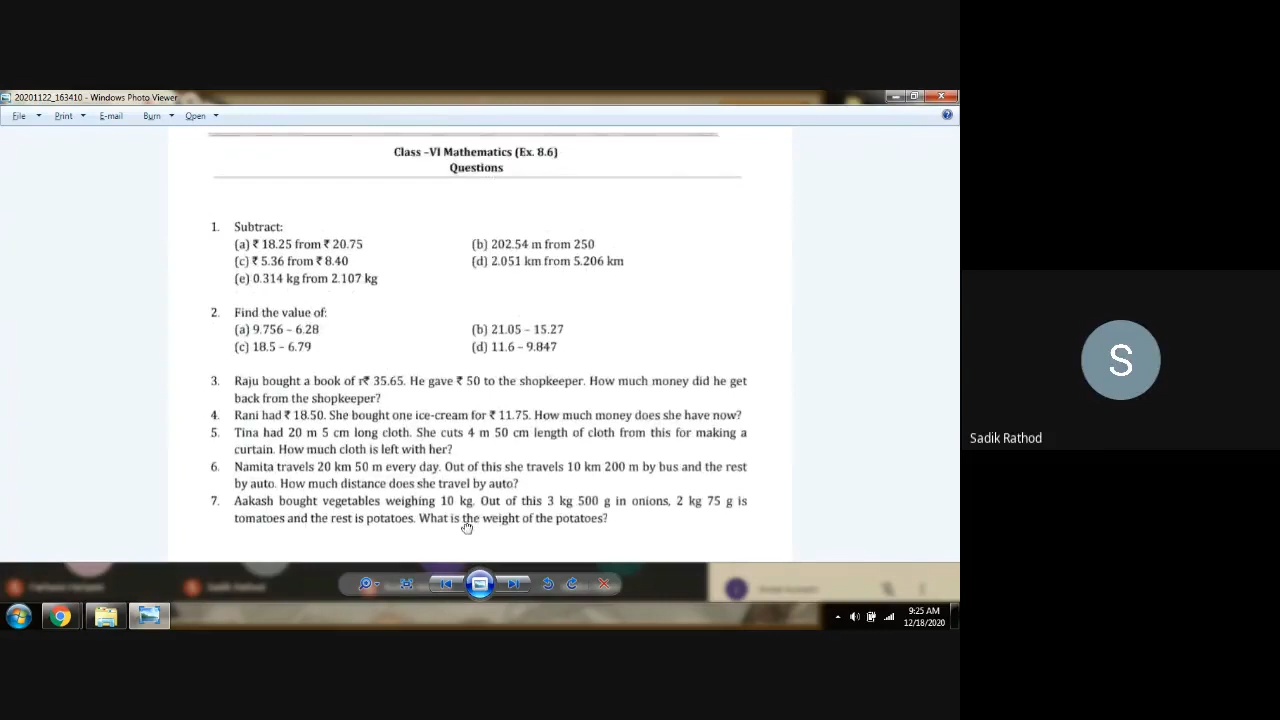 20201122_163410 - Windows Photo Viewer
File Print E-mail Burn Open
Class –VI Mathematics (Ex. 8.6)
Questions
1. Subtract:
(a) ₹ 18.25 from ₹ 20.75 (b) 202.54 m from 250
(c) ₹ 5.36 from ₹ 8.40 (d) 2.051 km from 5.206 km
(e) 0.314 kg from 2.107 kg
2. Find the value of:
(a) 9.756 – 6.28 (b) 21.05 – 15.27
(c) 18.5 – 6.79 (d) 11.6 – 9.847
3. Raju bought a book of r₹ 35.65. He gave ₹ 50 to the shopkeeper. How much money did he get
back from the shopkeeper?
4. Rani had ₹ 18.50. She bought one ice-cream for ₹ 11.75. How much money does she have now?
5. Tina had 20 m 5 cm long cloth. She cuts 4 m 50 cm length of cloth from this for making a
curtain. How much cloth is left with her?
6. Namita travels 20 km 50 m every day. Out of this she travels 10 km 200 m by bus and the rest
by auto. How much distance does she travel by auto?
7. Aakash bought vegetables weighing 10 kg. Out of this 3 kg 500 g in onions, 2 kg 75 g is
tomatoes and the rest is potatoes. What is the weight of the potatoes?
S
Sadik Rathod
Sadik Rathod
9:25 AM
12/18/2020